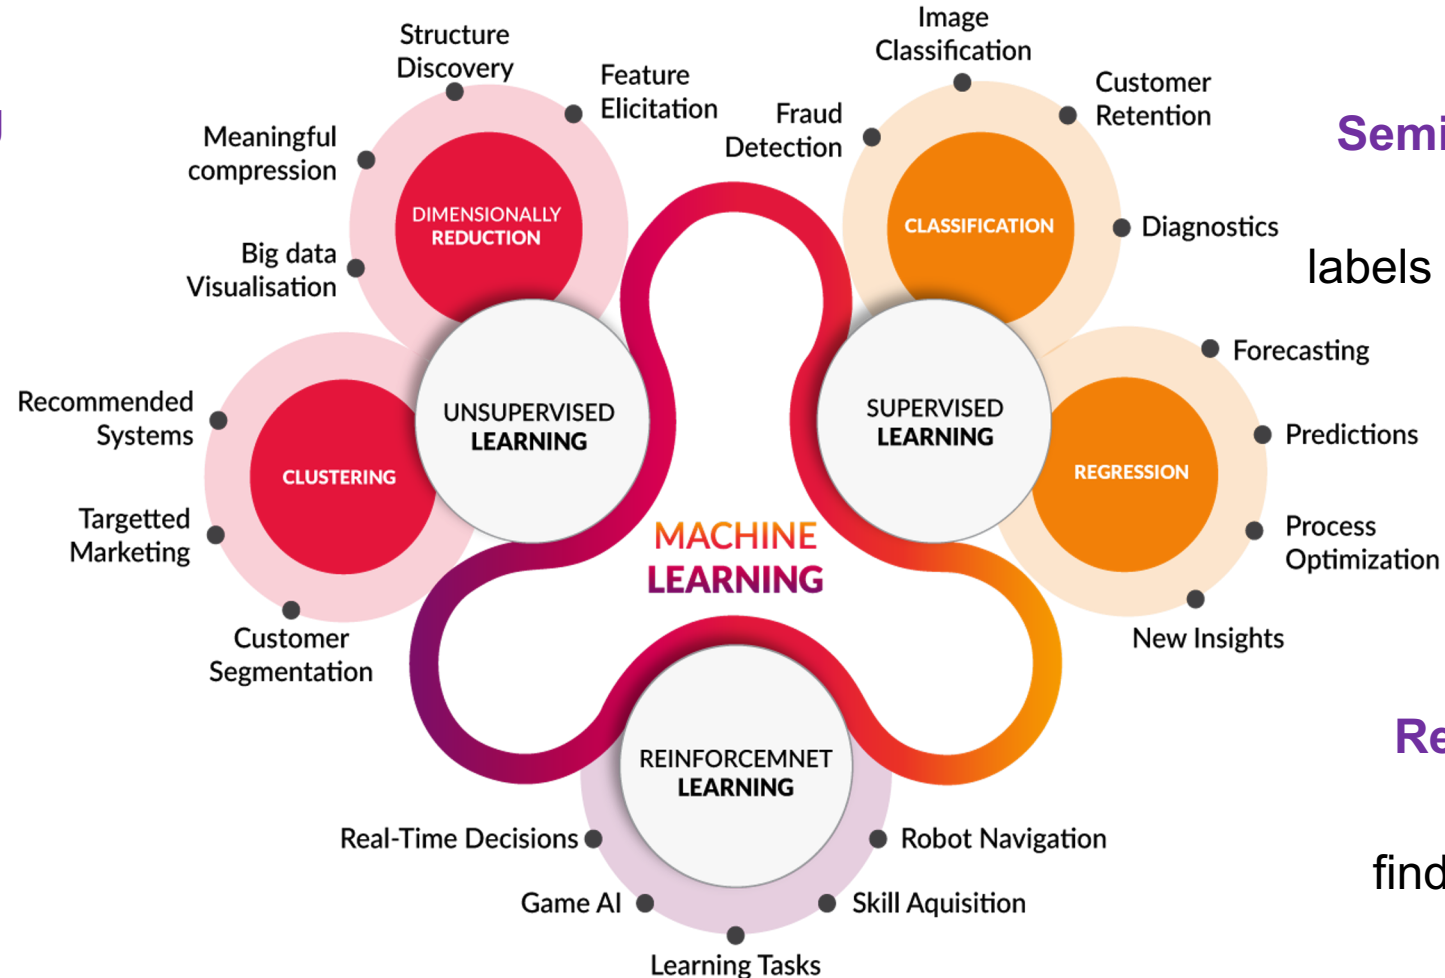 Structure
Discovery
Feature
Elicitation
Meaningful
compression
Big data
Visualisation
DIMENSIONALLY
REDUCTION
Recommended
Systems
Targetted
Marketing
Customer
Segmentation
CLUSTERING
UNSUPERVISED
LEARNING
Image
Classification
Customer
Retention
Fraud
Detection
Diagnostics
CLASSIFICATION
SUPERVISED
LEARNING
Forecasting
Predictions
Process
Optimization
New Insights
REGRESSION
MACHINE
LEARNING
REINFORCEMNET
LEARNING
Real-Time Decisions
Game AI
Learning Tasks
Skill Aquisition
Robot Navigation
Semi
labels
Re
find